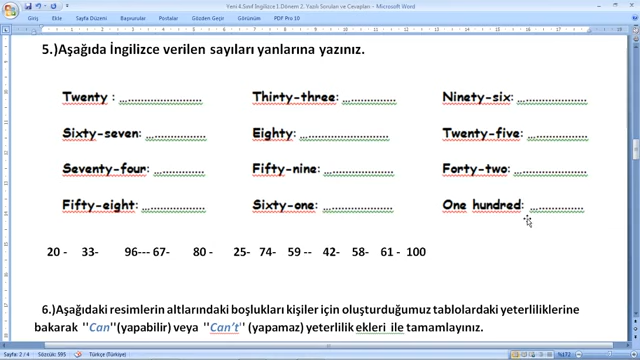 Yeni 4.Sınıf İngilizce 1.Dönem 2. Yazılı Soruları ve Cevapları - Microsoft Word
Giriş Ekle Sayfa Düzeni Başvurular Postalar Gözden Geçir Görünüm PDF 10 Pro
5.)Aşağıda İngilizce verilen sayıları yanlarına yazınız.
Twenty : ........................ Thirty-three: ................ Ninety-six: ......................
Sixty-seven: .................. Eighty: .......................... Twenty-five: ..................
Seventy-four: ................. Fifty-nine: ..................... Forty-two: ......................
Fifty-eight: ................... Sixty-one: ...................... One hundred: .................
20 - 33- 96--- 67- 80 - 25- 74- 59 -- 42- 58- 61 - 100
6.)Aşağıdaki resimlerin altlarındaki boşlukları kişiler için oluşturduğumuz tablolardaki yeterliliklerine
bakarak ''Can''(yapabilir) veya ''Can't'' (yapamaz) yeterlilik ekleri ile tamamlayınız.
Sayfa: 2 / 4 Sözcük: 595 Türkçe (Türkiye) %172